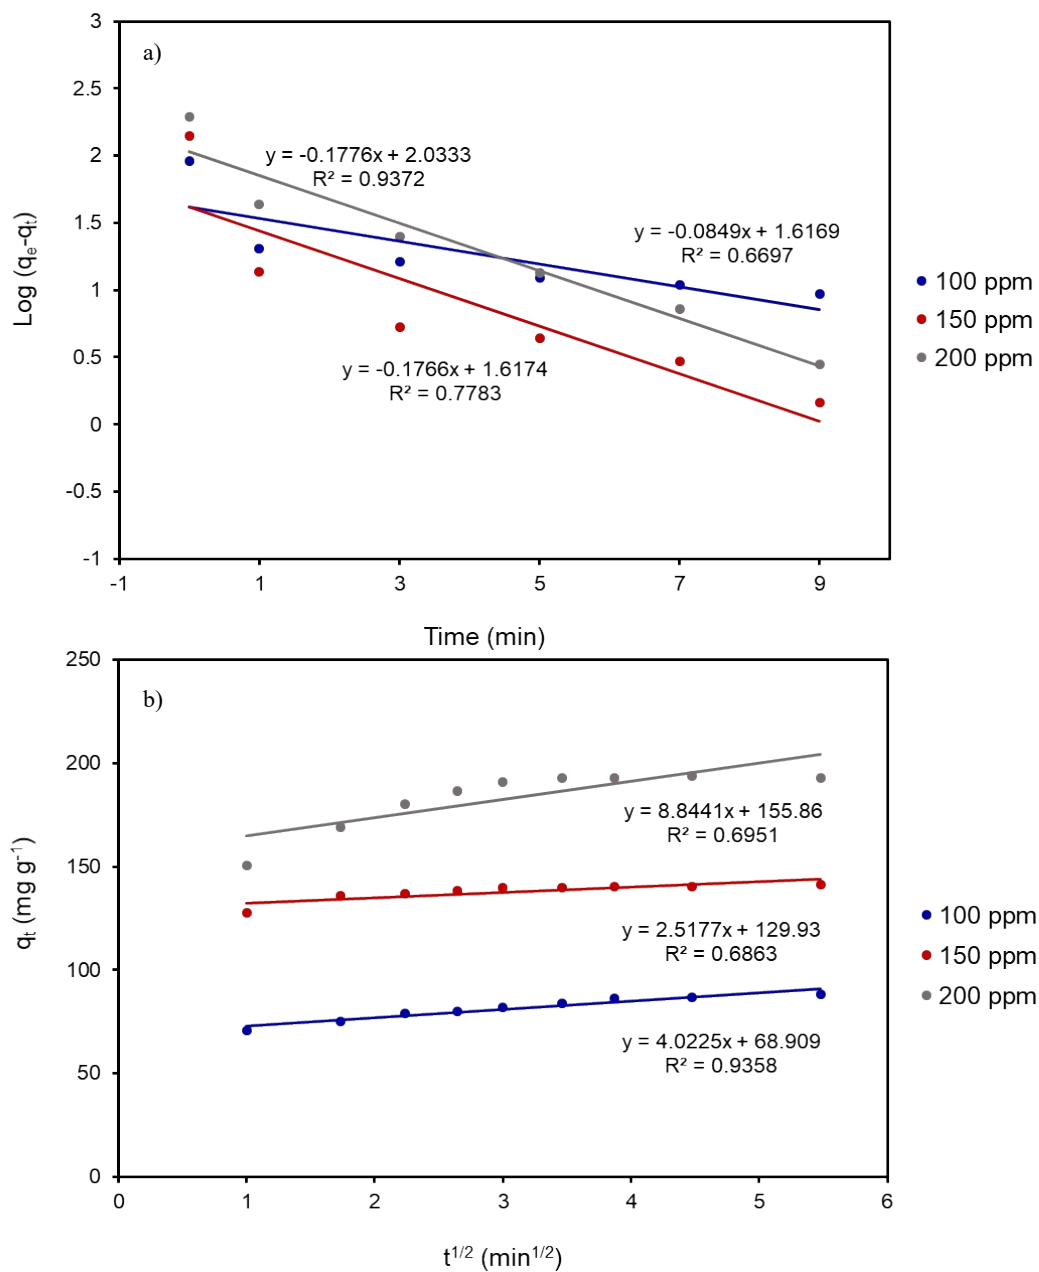 a)
3
2.5
2
1.5
1
0.5
0
-0.5
-1
Log (qₑ-qₜ)
y = -0.1776x + 2.0333
R² = 0.9372
y = -0.0849x + 1.6169
R² = 0.6697
y = -0.1766x + 1.6174
R² = 0.7783
100 ppm
150 ppm
200 ppm
-1 1 3 5 7 9
Time (min)
b)
250
200
150
100
50
0
qₜ (mg g⁻¹)
y = 8.8441x + 155.86
R² = 0.6951
y = 2.5177x + 129.93
R² = 0.6863
y = 4.0225x + 68.909
R² = 0.9358
100 ppm
150 ppm
200 ppm
0 1 2 3 4 5 6
t¹/² (min¹/²)